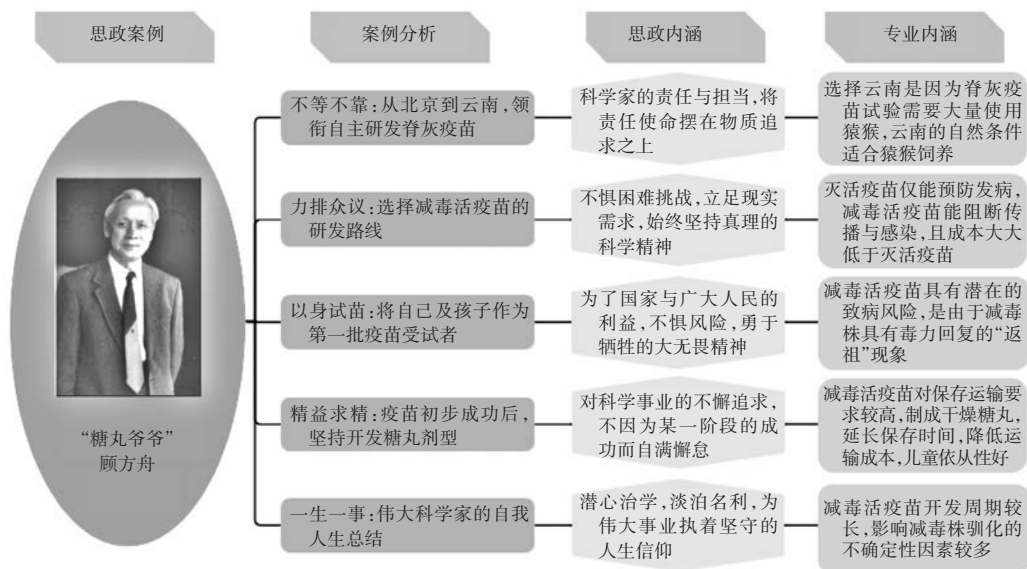 思政案例
案例分析
思政内涵
专业内涵
“糖丸爷爷”
顾方舟
不等不靠:从北京到云南,领
衔自主研发脊灰疫苗
科学家的责任与担当,将
责任使命摆在物质追
求之上
选择云南是因为脊灰疫
苗试验需要大量使用
猿猴,云南的自然条件
适合猿猴饲养
力排众议:选择减毒活疫苗的
研发路线
不惧困难挑战,立足现实
需求,始终坚持真理的
科学精神
灭活疫苗仅能预防发病,
减毒活疫苗能阻断传
播与感染,且成本大大
低于灭活疫苗
以身试苗:将自己及孩子作为
第一批疫苗受试者
为了国家与广大人民的
利益,不惧风险,勇于
牺牲的大无畏精神
减毒活疫苗具有潜在的
致病风险,是由于减毒
株具有毒力回复的“返
祖”现象
精益求精:疫苗初步成功后,
坚持开发糖丸剂型
对科学事业的不懈追求,
不因为某一阶段的成
功而自满懈怠
减毒活疫苗对保存运输要
求较高,制成干燥糖丸,
延长保存时间,降低运
输成本,儿童依从性好
一生一事:伟大科学家的自我
人生总结
潜心治学,淡泊名利,为
伟大事业执着坚守的
人生信仰
减毒活疫苗开发周期较
长,影响减毒株驯化的
不确定性因素较多